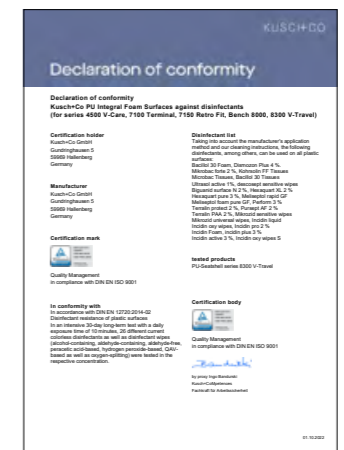 KUSCH+CO
Declaration of conformity
Declaration of conformity
Kusch+Co PU Integral Foam Surfaces against disinfectants
(for series 4500 V-Care, 7100 Terminal, 7150 Retro Fit, Bench 8000, 8300 V-Travel)
Certification holder
Kusch+Co GmbH
Gundringhausen 5
59969 Hallenberg
Germany
Manufacturer
Kusch+Co GmbH
Gundringhausen 5
59969 Hallenberg
Germany
Certification mark
Quality Management
in compliance with DIN EN ISO 9001
In conformity with
In accordance with DIN EN 12720:2014-02
Disinfectant resistance of plastic surfaces
In an intensive 30-day long-term test with a daily
exposure time of 10 minutes, 26 different current
colorless disinfectants as well as disinfectant wipes
(alcohol-containing, aldehyde-containing, aldehyde-free,
peracetic acid-based, hydrogen peroxide-based, QAV-
based as well as oxygen-splitting) were tested in the
respective concentration.
Disinfectant list
Taking into account the manufacturer's application
method and our cleaning instructions, the following
disinfectants, among others, can be used on all plastic
surfaces:
Bacillol 30 Foam, Dismozon Plus 4 %.
Mikrobac forte 2 %, Kohrsolin FF Tissues
Microbac Tissues, Bacillol 30 Tissues
Ultrasol active 1%, descosept sensitive wipes
Biguanid surface N 2 %, Hexaquart XL 2 %
Hexaquart pure 3 %, Meliseptol rapid GF
Meliseptol foam pure GF, Perform 3 %
Terralin protect 2 %, Pursept AF 2 %
Terralin PAA 2 %, Mikrozid sensitive wipes
Mikrozid universal wipes, Incidin liquid
Incidin oxy wipes, Incidin pro 2 %
Incidin Foam, incidin plus 3 %
Incidin active 3 %, Incidin oxy wipes S
tested products
PU-Seatshell series 8300 V-Travel
Certification body
Quality Management
in compliance with DIN EN ISO 9001
by proxy Ingo Biandurski
Kusch+CoMpetences
Fachkraft für Arbeitssicherheit
01.10.2022